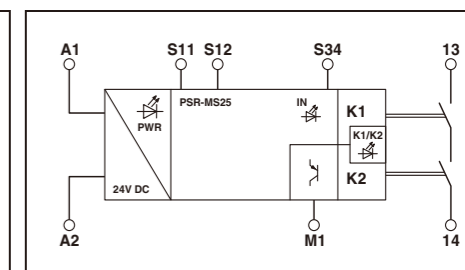 A1 S11 S12 S34 13
PSR-MS25 IN K1
PWR K1/K2
24V DC K2
A2 M1 14